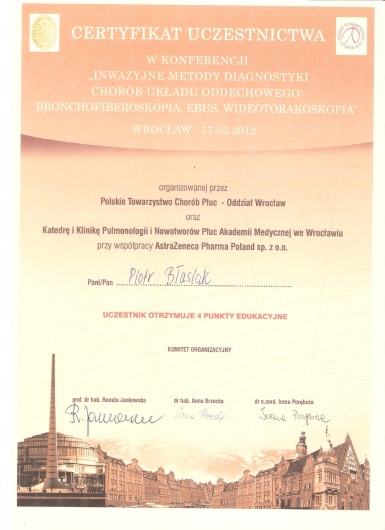 CERTYFIKAT UCZESTNICTWA
W KONFERENCJI
„INWAZYJNE METODY DIAGNOSTYKI
CHORÓB UKŁADU ODDECHOWEGO:
BRONCHOFIBEROSKOPIA, EBUS, WIDEOTORAKOSKOPIA”
WROCŁAW 17.03.2012
organizowanej przez
Polskie Towarzystwo Chorób Płuc - Oddział Wrocław
oraz
Katedrę i Klinikę Pulmonologii i Nowotworów Płuc Akademii Medycznej we Wrocławiu
przy współpracy AstraZeneca Pharma Poland sp. z o.o.
Pani/Pan Piotr Błasiak
UCZESTNIK OTRZYMUJE 4 PUNKTY EDUKACYJNE
KOMITET ORGANIZACYJNY
prof. dr hab. Renata Jankowska dr hab. Anna Brzecka dr n.med. Irena Porębska